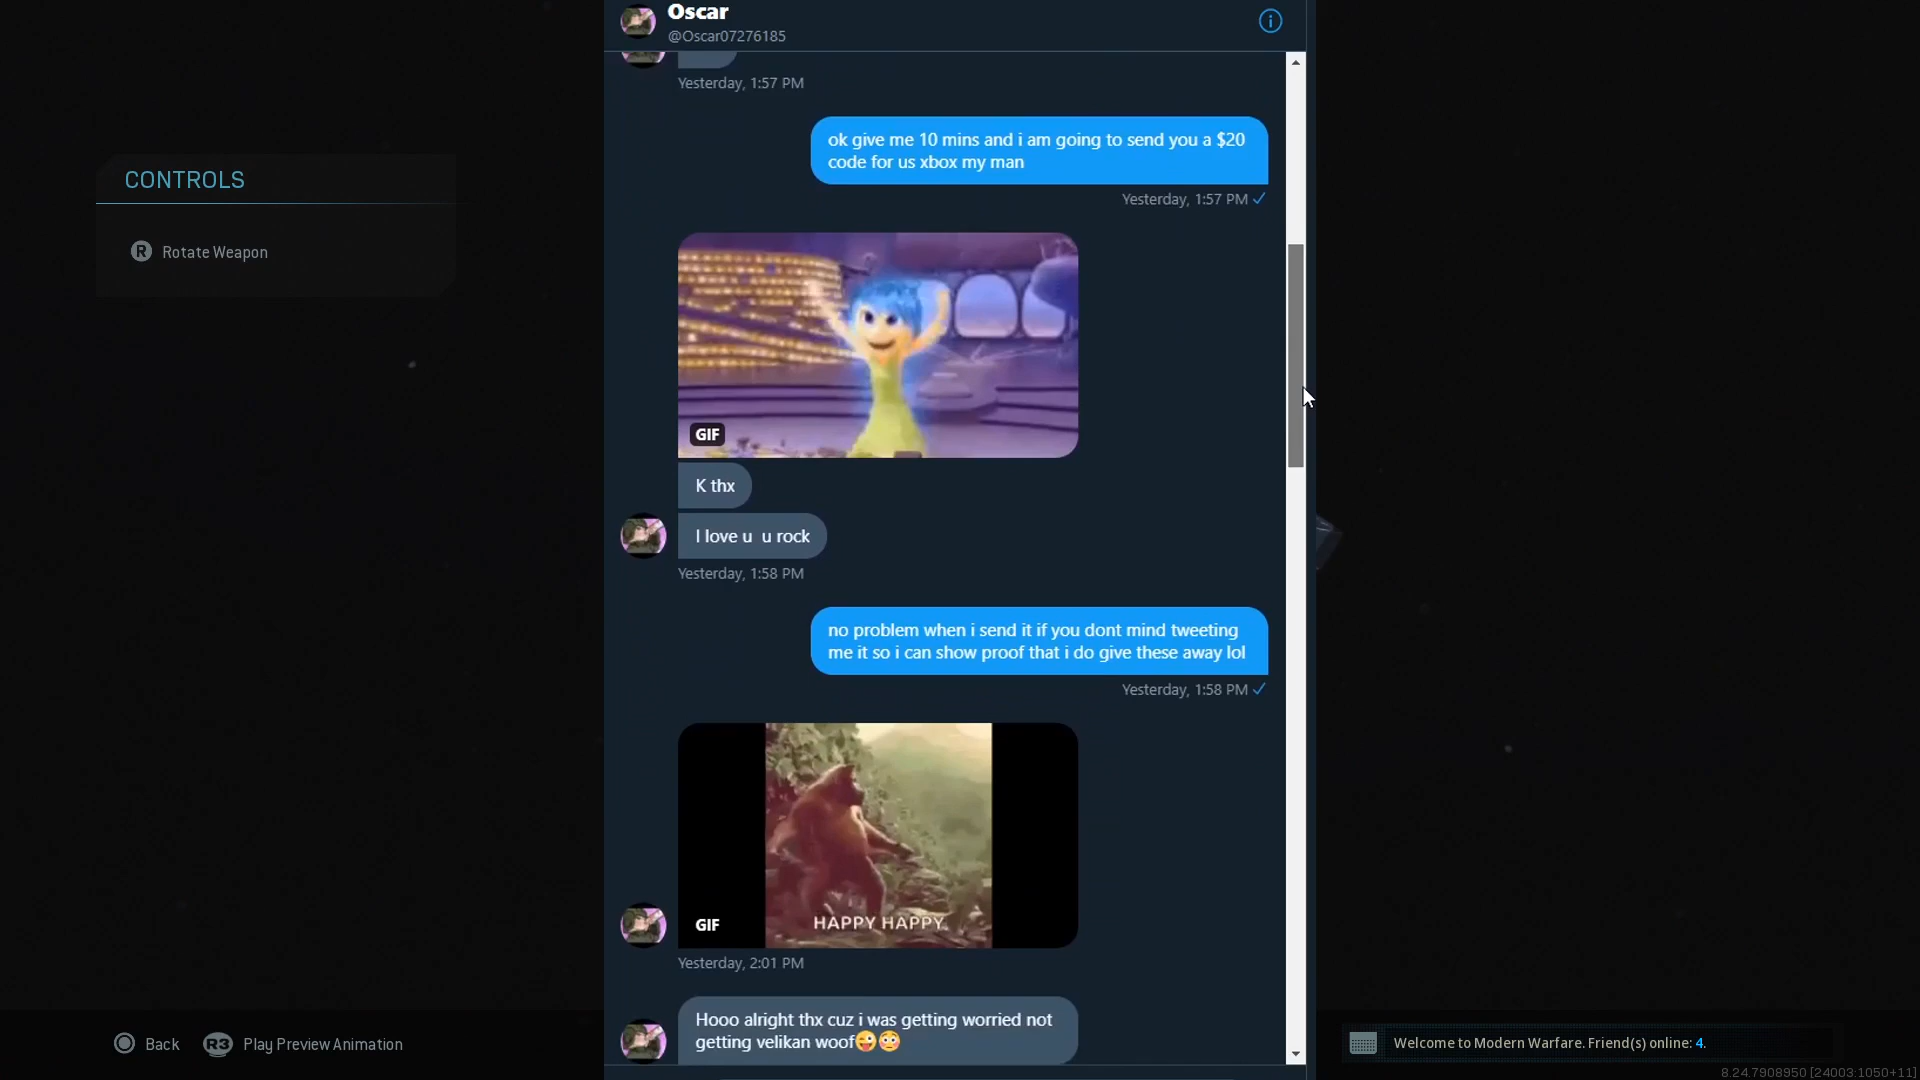 Oscar
@Oscar07276185
Yesterday, 1:57 PM
ok give me 10 mins and i am going to send you a $20
code for us xbox my man
Yesterday, 1:57 PM
CONTROLS
R Rotate Weapon
GIF
K thx
I love u  u rock
Yesterday, 1:58 PM
no problem when i send it if you dont mind tweeting
me it so i can show proof that i do give these away lol
Yesterday, 1:58 PM
HAPPY HAPPY
GIF
Yesterday, 2:01 PM
Hooo alright thx cuz i was getting worried not
getting velikan woof😜😳
Back R3 Play Preview Animation
Welcome to Modern Warfare. Friend(s) online: 4.
8.24.7908950 [24003:1050+11]